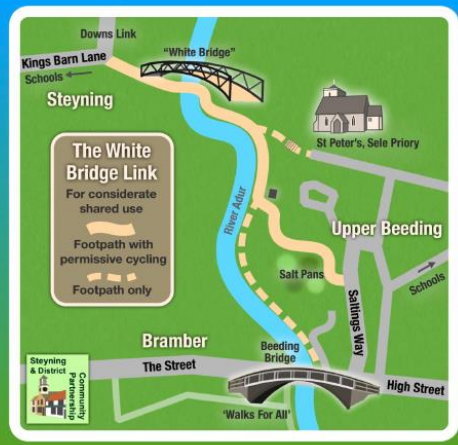 Downs Link
Kings Barn Lane
Schools
"White Bridge"
Steyning
St Peter's, Sele Priory
The White
Bridge Link
For considerate
shared use
Footpath with
permissive cycling
Footpath only
River Adur
Upper Beeding
Salt Pans
Saltings Way
Schools
Bramber
Beeding
Bridge
The Street
High Street
'Walks For All'
Steyning
& District
Community
Partnership